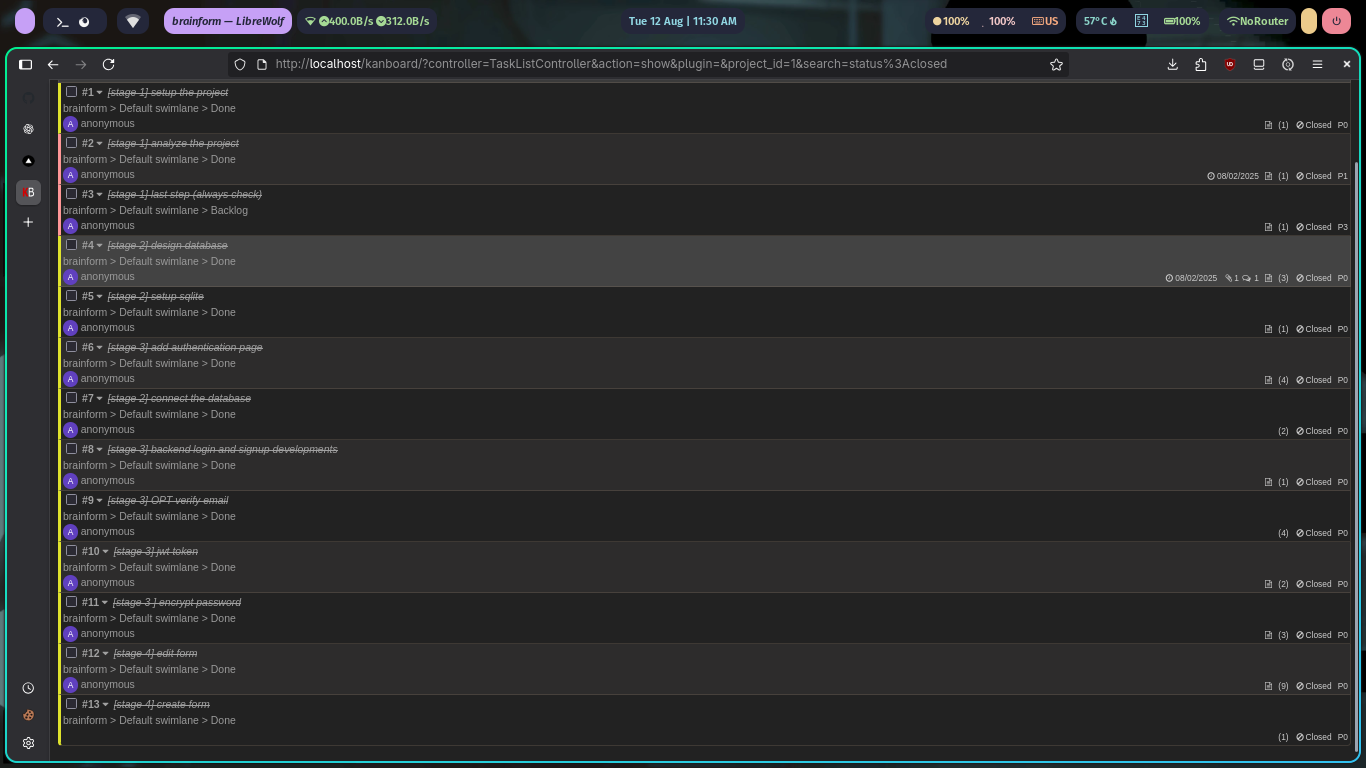 brainform — LibreWolf
400.0B/s 312.0B/s
Tue 12 Aug | 11:30 AM
100% 100% US
57°C 100%
NoRouter
http://localhost/kanboard/?controller=TaskListController&action=show&plugin=&project_id=1&search=status%3Aclosed
KB
#1 [stage 1] setup the project
brainform > Default swimlane > Done
A anonymous
(1) Closed P0
#2 [stage 1] analyze the project
brainform > Default swimlane > Done
A anonymous
08/02/2025 (1) Closed P1
#3 [stage 1] last step (always check)
brainform > Default swimlane > Backlog
A anonymous
(1) Closed P3
#4 [stage 2] design database
brainform > Default swimlane > Done
A anonymous
08/02/2025 1 1 (3) Closed P0
#5 [stage 2] setup sqlite
brainform > Default swimlane > Done
A anonymous
(1) Closed P0
#6 [stage 3] add authentication page
brainform > Default swimlane > Done
A anonymous
(4) Closed P0
#7 [stage 2] connect the database
brainform > Default swimlane > Done
A anonymous
(2) Closed P0
#8 [stage 3] backend login and signup developments
brainform > Default swimlane > Done
A anonymous
(1) Closed P0
#9 [stage 3] OPT verify email
brainform > Default swimlane > Done
A anonymous
(4) Closed P0
#10 [stage 3] jwt token
brainform > Default swimlane > Done
A anonymous
(2) Closed P0
#11 [stage 3 ] encrypt password
brainform > Default swimlane > Done
A anonymous
(3) Closed P0
#12 [stage 4] edit form
brainform > Default swimlane > Done
A anonymous
(9) Closed P0
#13 [stage 4] create form
brainform > Default swimlane > Done
(1) Closed P0